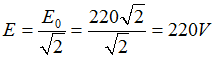 E = E₀/√2 = 220√2/√2 = 220V